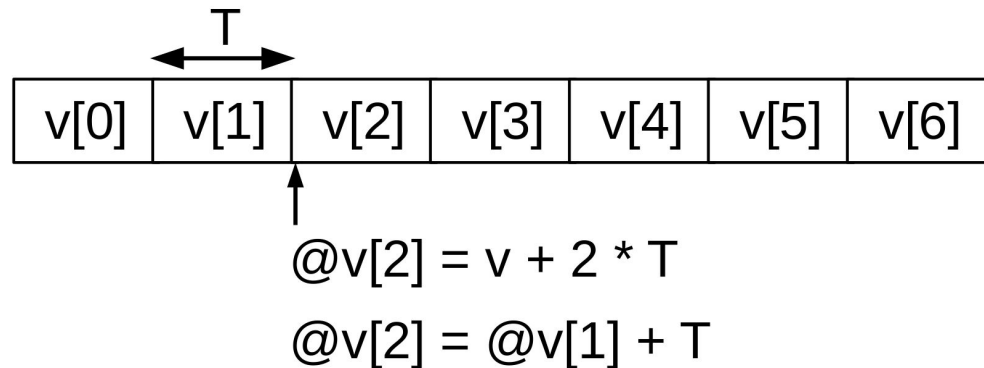 T
v[0] v[1] v[2] v[3] v[4] v[5] v[6]
@v[2] = v + 2 * T
@v[2] = @v[1] + T